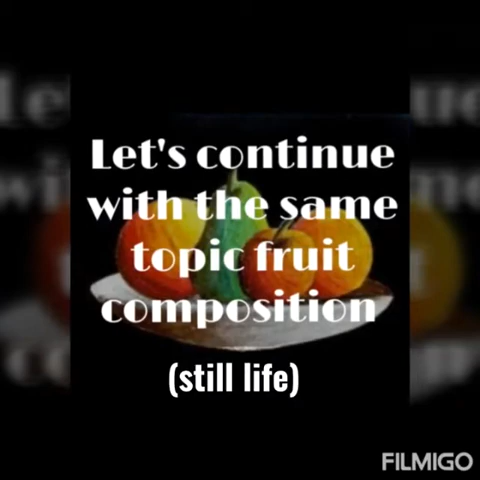 Let's continue
with the same
topic fruit
composition
(still life)
FILMIGO